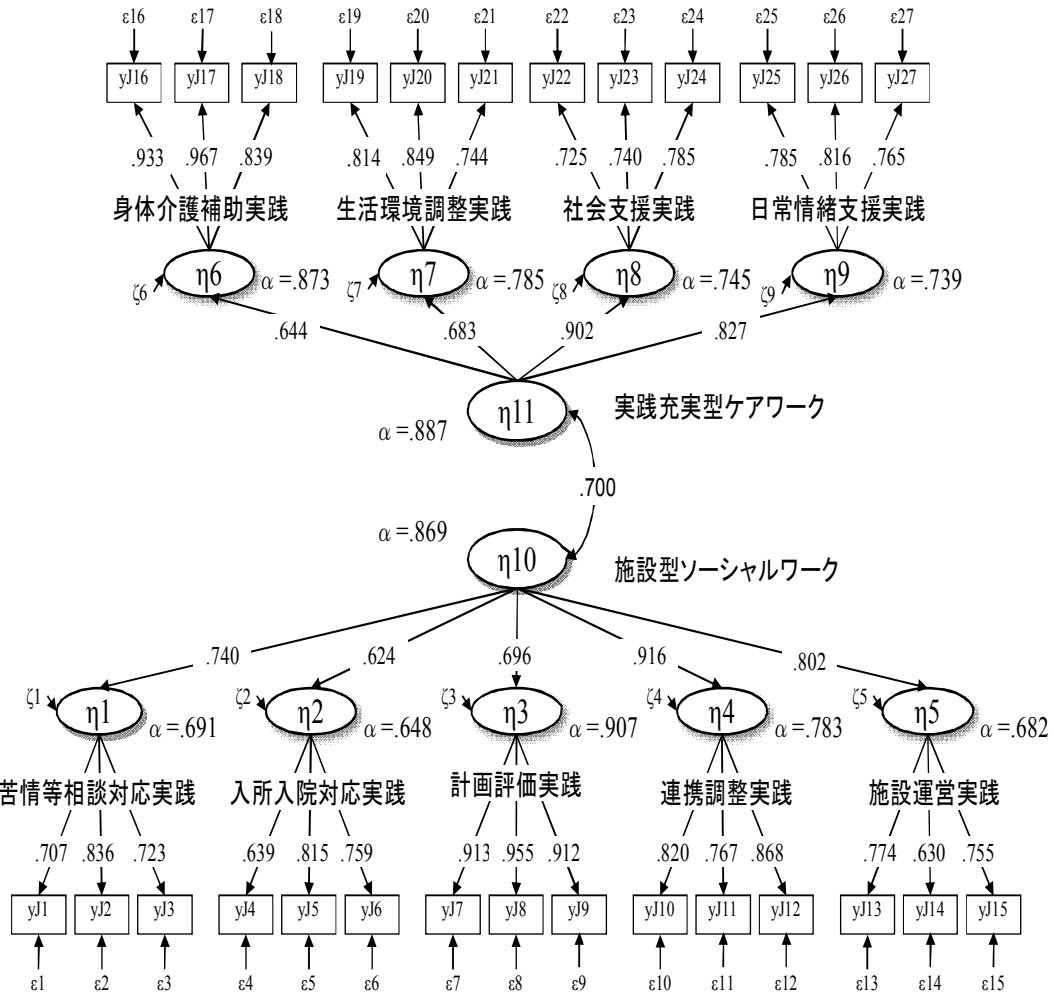 ε16 ε17 ε18 ε19 ε20 ε21 ε22 ε23 ε24 ε25 ε26 ε27
yJ16 yJ17 yJ18 yJ19 yJ20 yJ21 yJ22 yJ23 yJ24 yJ25 yJ26 yJ27
.933 .967 .839 .814 .849 .744 .725 .740 .785 .785 .816 .765
身体介護補助実践 生活環境調整実践 社会支援実践 日常情緒支援実践
ζ6 η6 α=.873 ζ7 η7 α=.785 ζ8 η8 α=.745 ζ9 η9 α=.739
.644 .683 .902 .827
η11 実践充実型ケアワーク
α=.887
.700
α=.869
η10 施設型ソーシャルワーク
.740 .624 .696 .916 .802
ζ1 η1 α=.691 ζ2 η2 α=.648 ζ3 η3 α=.907 ζ4 η4 α=.783 ζ5 η5 α=.682
苦情等相談対応実践 入所入院対応実践 計画評価実践 連携調整実践 施設運営実践
.707 .836 .723 .639 .815 .759 .913 .955 .912 .820 .767 .868 .774 .630 .755
yJ1 yJ2 yJ3 yJ4 yJ5 yJ6 yJ7 yJ8 yJ9 yJ10 yJ11 yJ12 yJ13 yJ14 yJ15
ε1 ε2 ε3 ε4 ε5 ε6 ε7 ε8 ε9 ε10 ε11 ε12 ε13 ε14 ε15